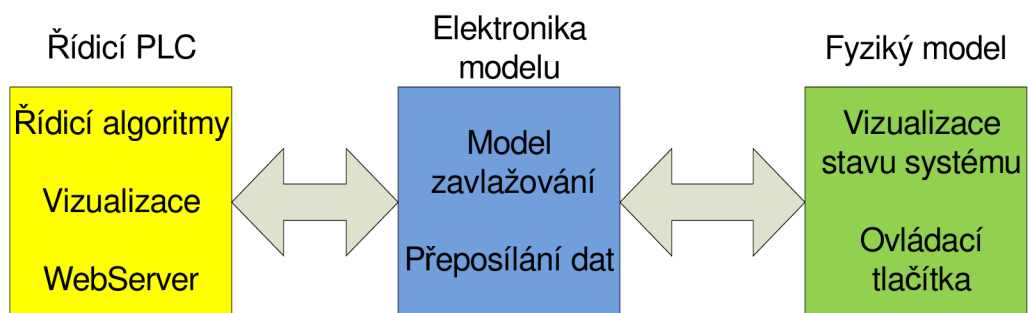 Řídicí PLC
Řídicí algoritmy
Vizualizace
WebServer
Elektronika
modelu
Model
zavlažování
Přeposílání dat
Fyziký model
Vizualizace
stavu systému
Ovládací
tlačítka